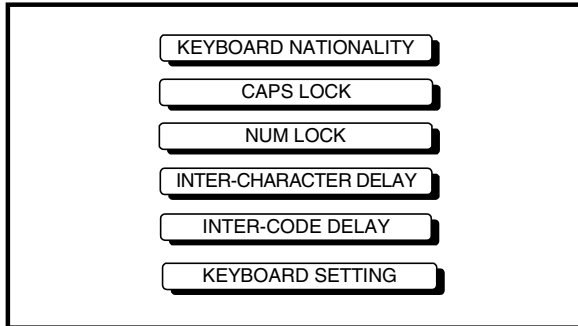 KEYBOARD NATIONALITY
CAPS LOCK
NUM LOCK
INTER-CHARACTER DELAY
INTER-CODE DELAY
KEYBOARD SETTING